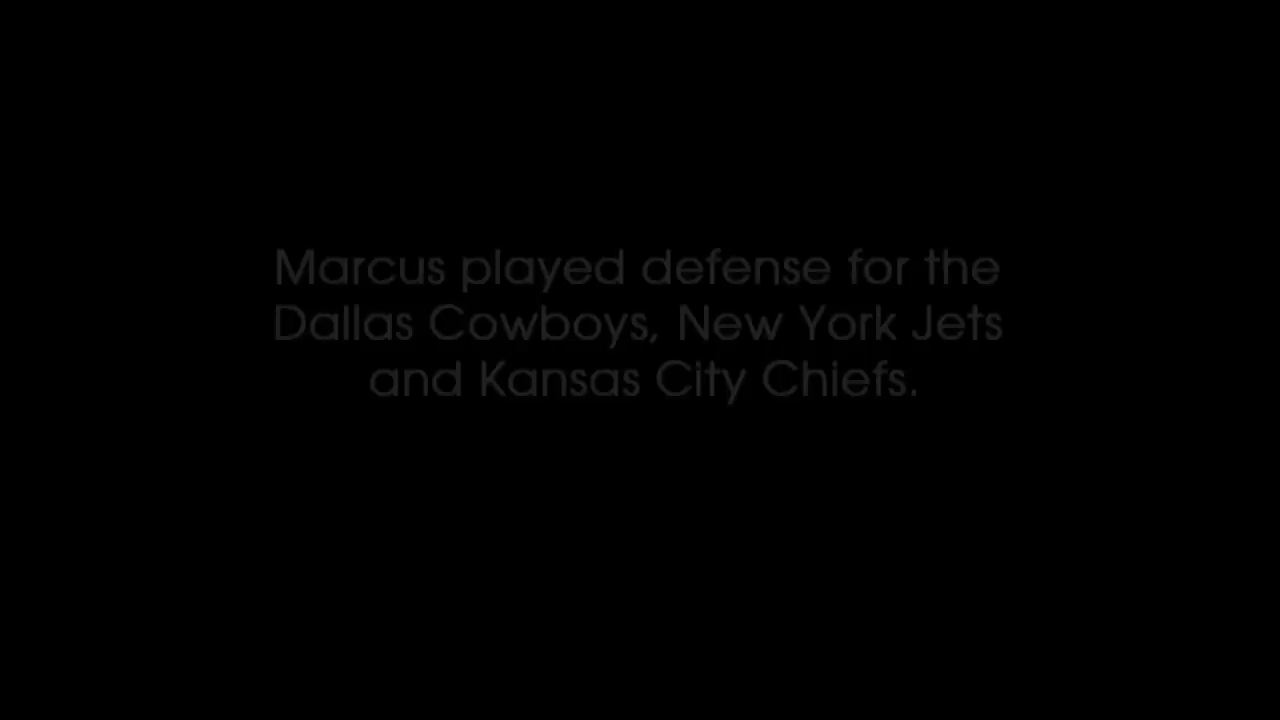 Marcus played defense for the
Dallas Cowboys, New York Jets
and Kansas City Chiefs.